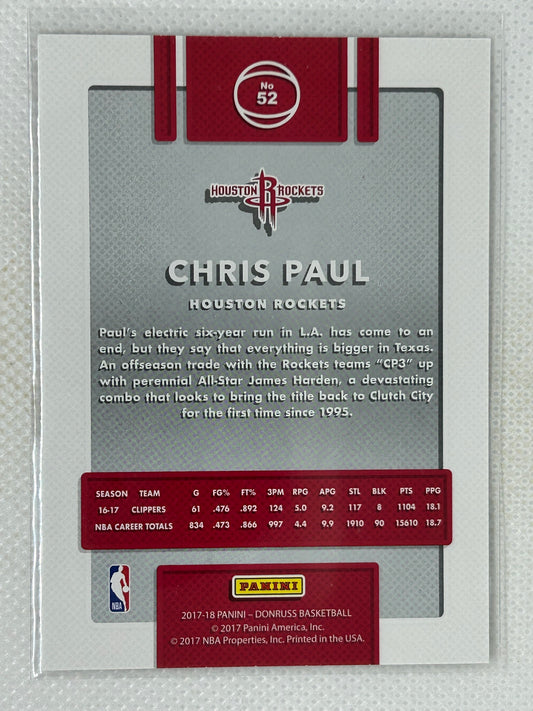 No
52
HOUSTON ROCKETS
CHRIS PAUL
HOUSTON ROCKETS
Paul's electric six-year run in L.A. has come to an
end, but they say that everything is bigger in Texas.
An offseason trade with the Rockets teams "CP3" up
with perennial All-Star James Harden, a devastating
combo that looks to bring the title back to Clutch City
for the first time since 1995.
SEASON TEAM G FG% FT% 3PM RPG APG STL BLK PTS PPG
16-17 CLIPPERS 61 .476 .892 124 5.0 9.2 117 8 1104 18.1
NBA CAREER TOTALS 834 .473 .866 997 4.4 9.9 1910 90 15610 18.7
NBA
PANINI
2017-18 PANINI – DONRUSS BASKETBALL
© 2017 Panini America, Inc.
© 2017 NBA Properties, Inc. Printed in the USA.